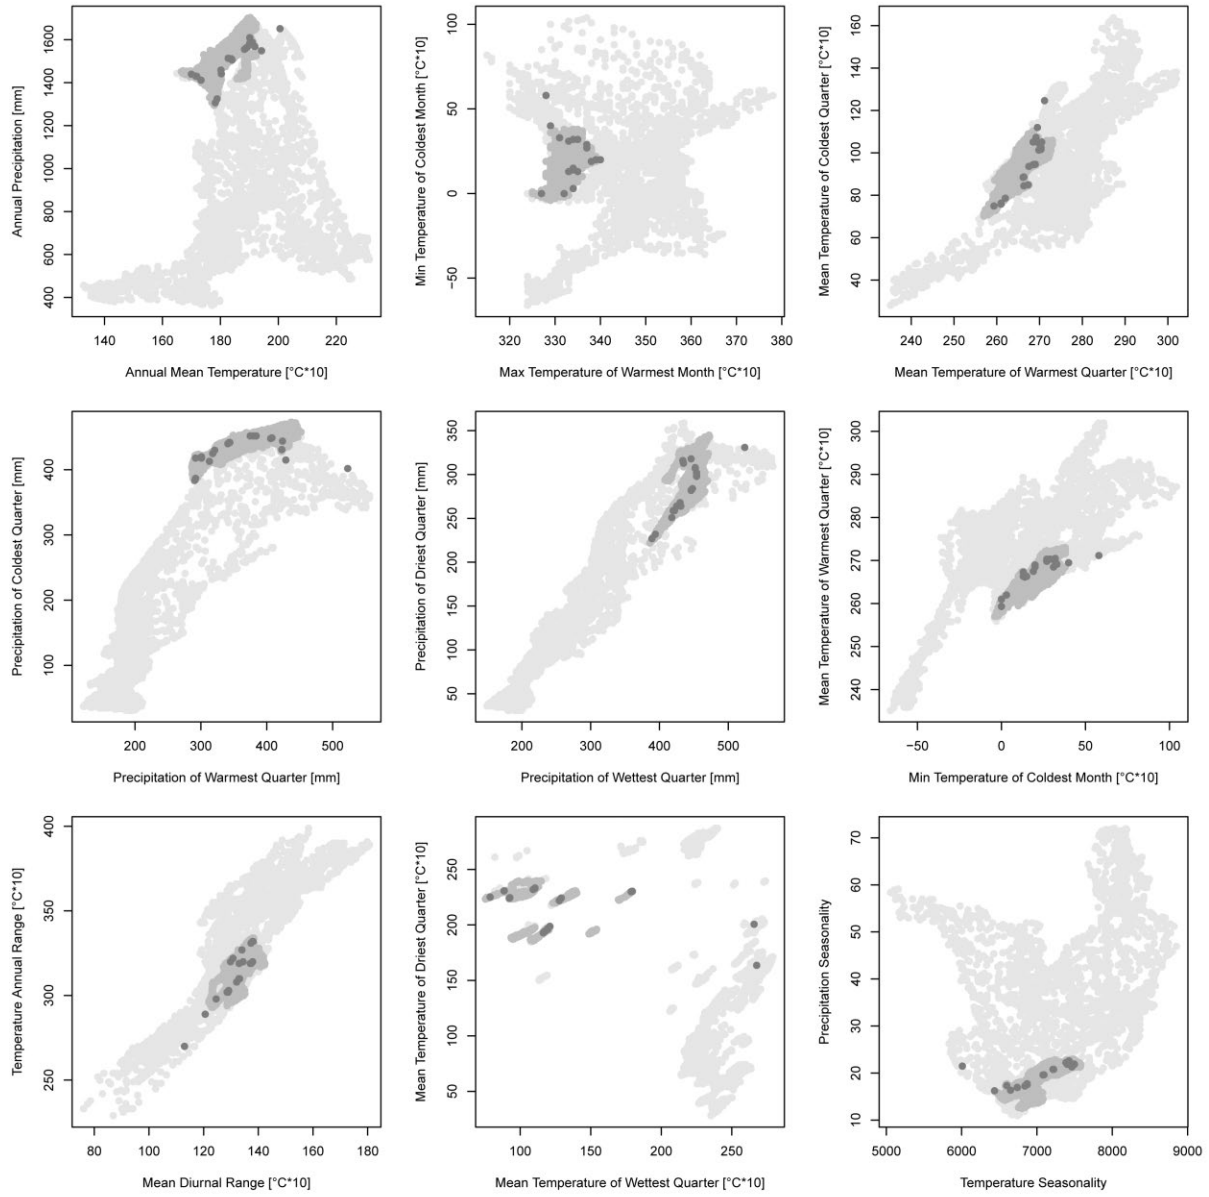 Annual Precipitation [mm]
400 600 800 1000 1200 1400 1600
140 160 180 200 220
Annual Mean Temperature [°C*10]
Min Temperature of Coldest Month [°C*10]
−50 0 50 100
320 330 340 350 360 370 380
Max Temperature of Warmest Month [°C*10]
Mean Temperature of Coldest Quarter [°C*10]
40 60 80 100 120 140 160
240 250 260 270 280 290 300
Mean Temperature of Warmest Quarter [°C*10]
Precipitation of Coldest Quarter [mm]
100 200 300 400
200 300 400 500
Precipitation of Warmest Quarter [mm]
Precipitation of Driest Quarter [mm]
50 100 150 200 250 300 350
200 300 400 500
Precipitation of Wettest Quarter [mm]
Mean Temperature of Warmest Quarter [°C*10]
240 250 260 270 280 290 300
−50 0 50 100
Min Temperature of Coldest Month [°C*10]
Temperature Annual Range [°C*10]
250 300 350 400
80 100 120 140 160 180
Mean Diurnal Range [°C*10]
Mean Temperature of Driest Quarter [°C*10]
50 100 150 200 250
100 150 200 250
Mean Temperature of Wettest Quarter [°C*10]
Precipitation Seasonality
10 20 30 40 50 60 70
5000 6000 7000 8000 9000
Temperature Seasonality